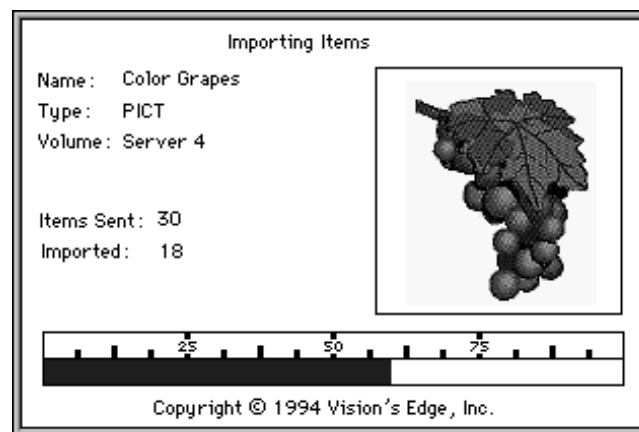 Importing Items
Name: Color Grapes
Type: PICT
Volume: Server 4
Items Sent: 30
Imported: 18
25 50 75
Copyright © 1994 Vision's Edge, Inc.